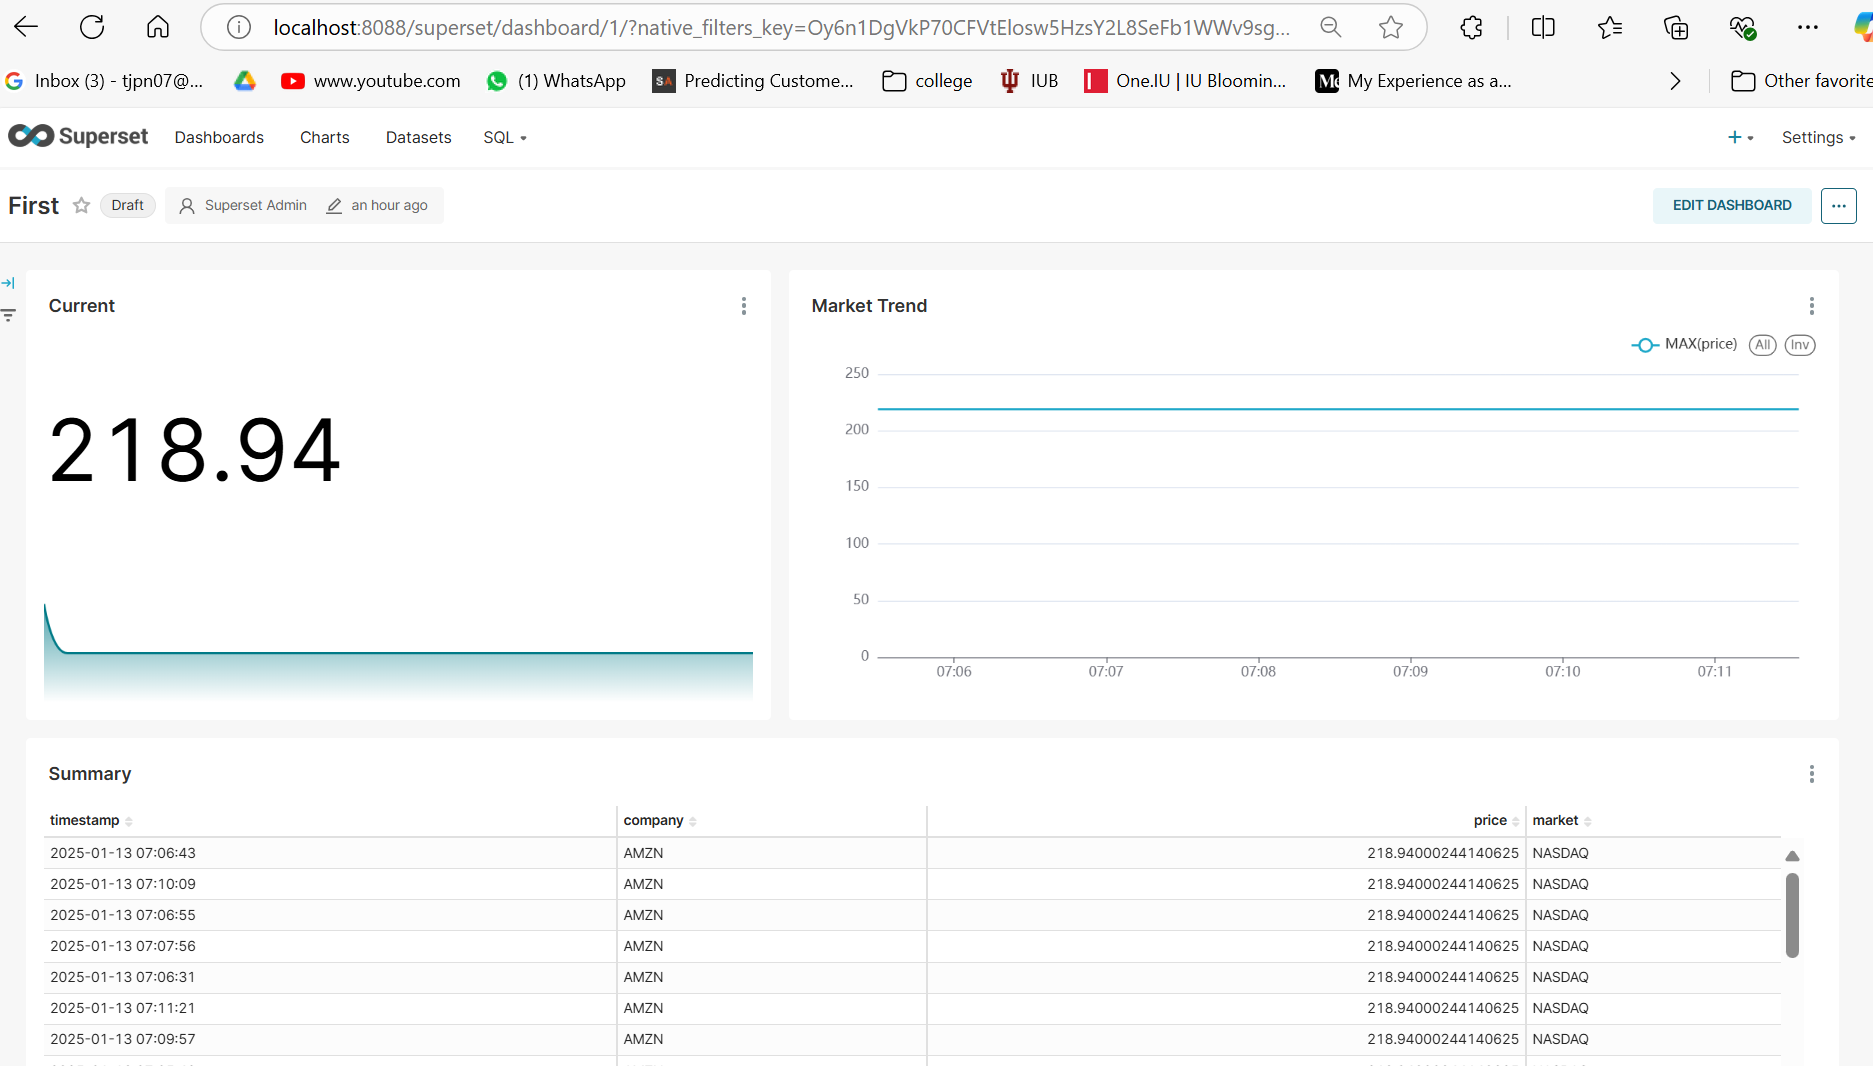 localhost:8088/superset/dashboard/1/?native_filters_key=Oy6n1DgVkP70CFVtElosw5HzsY2L8SeFb1WWv9sg...
Inbox (3) - tjpn07@... www.youtube.com (1) WhatsApp SA Predicting Custome... college IUB One.IU | IU Bloomin... Me My Experience as a... Other favorite
Superset Dashboards Charts Datasets SQL + Settings
First Draft Superset Admin an hour ago EDIT DASHBOARD ...
Current
218.94
Market Trend
MAX(price) All Inv
250
200
150
100
50
0
07:06 07:07 07:08 07:09 07:10 07:11
Summary
timestamp company price market
2025-01-13 07:06:43 AMZN 218.94000244140625 NASDAQ
2025-01-13 07:10:09 AMZN 218.94000244140625 NASDAQ
2025-01-13 07:06:55 AMZN 218.94000244140625 NASDAQ
2025-01-13 07:07:56 AMZN 218.94000244140625 NASDAQ
2025-01-13 07:06:31 AMZN 218.94000244140625 NASDAQ
2025-01-13 07:11:21 AMZN 218.94000244140625 NASDAQ
2025-01-13 07:09:57 AMZN 218.94000244140625 NASDAQ